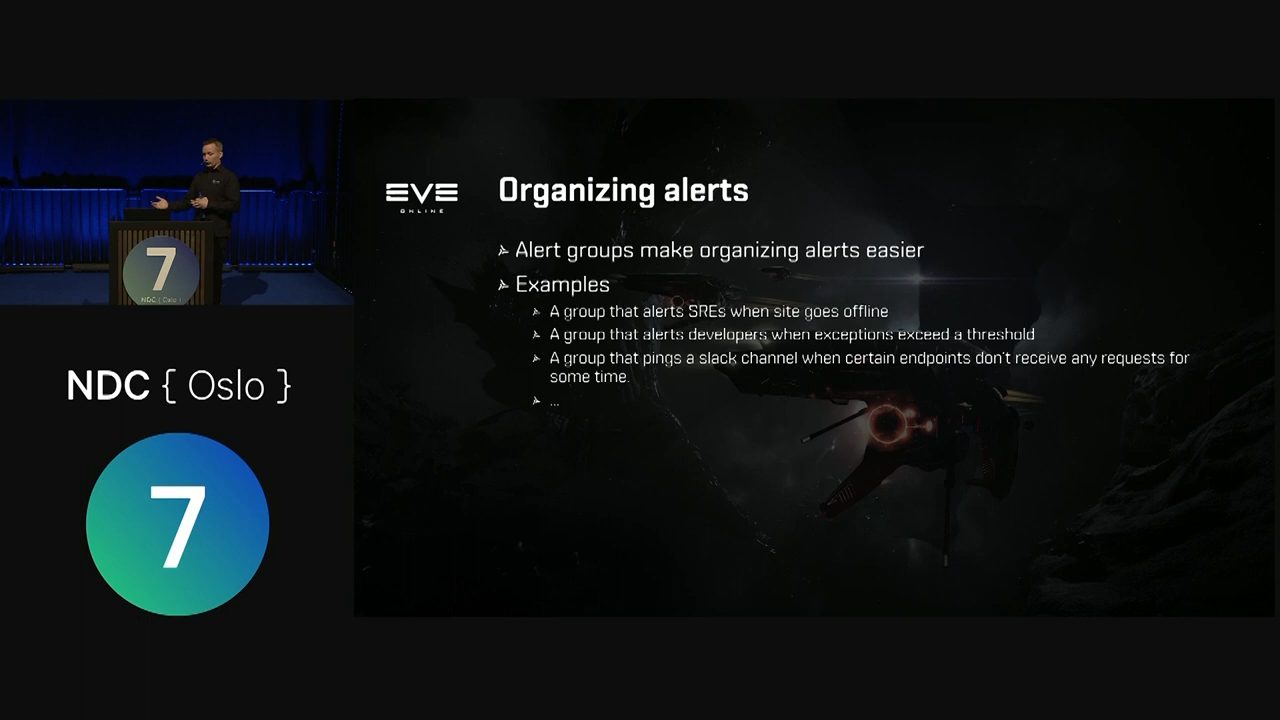 7
NDC { Oslo }
NDC { Oslo }
7
EVE
ONLINE
Organizing alerts
Alert groups make organizing alerts easier
Examples
A group that alerts SREs when site goes offline
A group that alerts developers when exceptions exceed a threshold
A group that pings a slack channel when certain endpoints don't receive any requests for
some time.
...